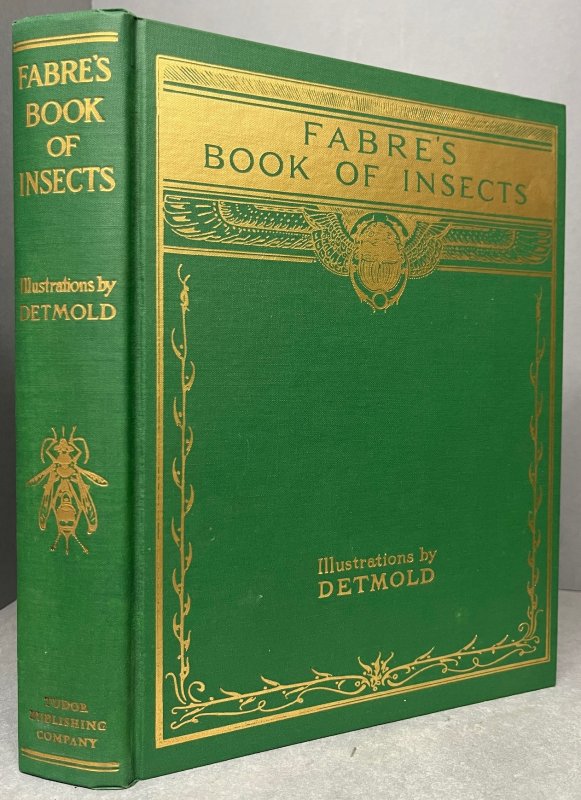 FABRE'S
BOOK
OF
INSECTS
Illustrations by
DETMOLD
TUDOR
PUBLISHING
COMPANY
FABRE'S
BOOK OF INSECTS
Illustrations by
DETMOLD